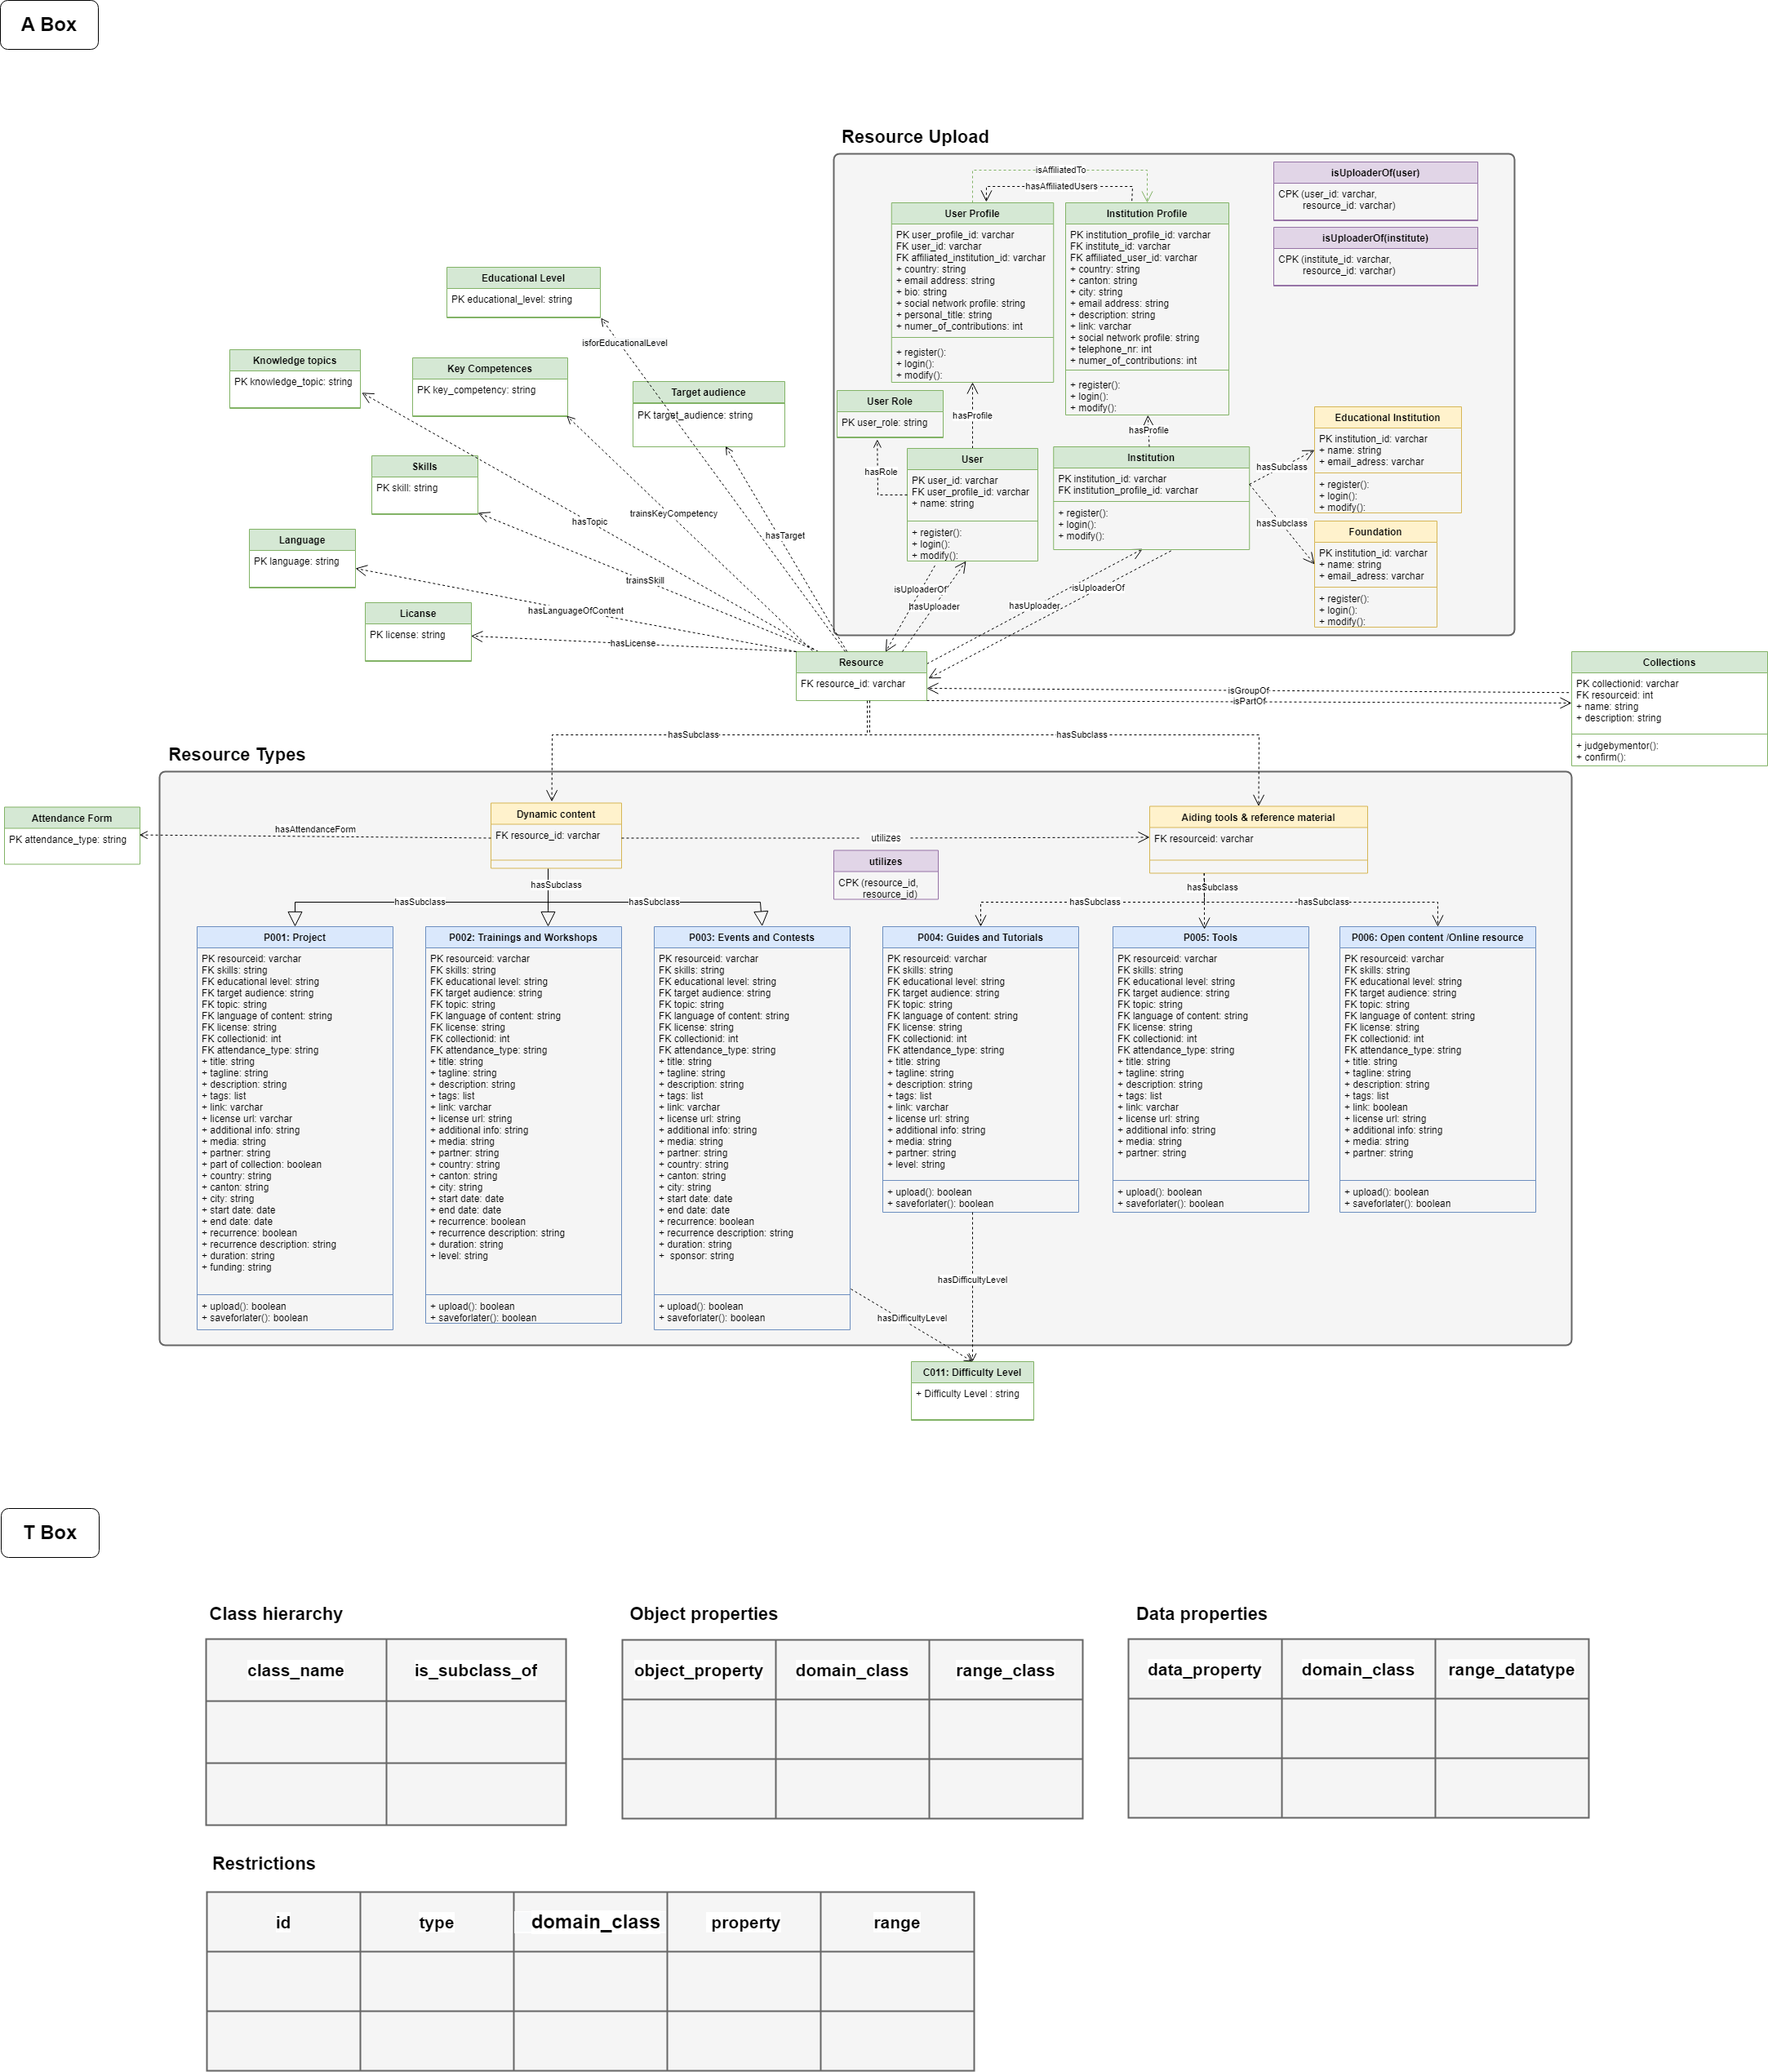 A Box
Resource Upload
isAffiliatedTo
hasAffiliatedUsers
isUploaderOf(user)
CPK (user_id: varchar,
resource_id: varchar)
isUploaderOf(institute)
CPK (institute_id: varchar,
resource_id: varchar)
User Profile
PK user_profile_id: varchar
FK user_id: varchar
FK affiliated_institution_id: varchar
+ country: string
+ email address: string
+ bio: string
+ social network profile: string
+ personal_title: string
+ numer_of_contributions: int
+ register():
+ login():
+ modify():
Institution Profile
PK institution_profile_id: varchar
FK institute_id: varchar
FK affiliated_user_id: varchar
+ country: string
+ canton: string
+ city: string
+ email address: string
+ description: string
+ link: varchar
+ social network profile: string
+ telephone_nr: int
+ numer_of_contributions: int
+ register():
+ login():
+ modify():
Educational Level
PK educational_level: string
isforEducationalLevel
Knowledge topics
PK knowledge_topic: string
Key Competences
PK key_competency: string
Target audience
PK target_audience: string
User Role
PK user_role: string
hasProfile
hasProfile
hasRole
User
PK user_id: varchar
FK user_profile_id: varchar
+ name: string
+ register():
+ login():
+ modify():
Institution
PK institution_id: varchar
FK institution_profile_id: varchar
+ register():
+ login():
+ modify():
hasSubclass
hasSubclass
Educational Institution
PK institution_id: varchar
+ name: string
+ email_adress: varchar
+ register():
+ login():
+ modify():
Foundation
PK institution_id: varchar
+ name: string
+ email_adress: varchar
+ register():
+ login():
+ modify():
Skills
PK skill: string
hasTopic
trainsKeyCompetency
hasTarget
Language
PK language: string
trainsSkill
isUploaderOf
hasUploader
hasUploader
isUploaderOf
License
PK license: string
hasLanguageOfContent
hasLicense
Resource
FK resource_id: varchar
isGroupOf
isPartOf
Collections
PK collectionid: varchar
FK resourceid: int
+ name: string
+ description: string
+ judgebymentor():
+ confirm():
hasSubclass
hasSubclass
Resource Types
Attendance Form
PK attendance_type: string
hasAttendanceForm
Dynamic content
FK resource_id: varchar
utilizes
utilizes
CPK (resource_id,
resource_id)
Aiding tools & reference material
FK resourceid: varchar
hasSubclass
hasSubclass
hasSubclass
hasSubclass
hasSubclass
hasSubclass
P001: Project
PK resourceid: varchar
FK skills: string
FK educational level: string
FK target audience: string
FK topic: string
FK language of content: string
FK license: string
FK collectionid: int
FK attendance_type: string
+ title: string
+ tagline: string
+ description: string
+ tags: list
+ link: varchar
+ license url: varchar
+ additional info: string
+ media: string
+ partner: string
+ part of collection: boolean
+ country: string
+ canton: string
+ city: string
+ start date: date
+ end date: date
+ recurrence: boolean
+ recurrence description: string
+ duration: string
+ funding: string
+ upload(): boolean
+ saveforlater(): boolean
P002: Trainings and Workshops
PK resourceid: varchar
FK skills: string
FK educational level: string
FK target audience: string
FK topic: string
FK language of content: string
FK license: string
FK collectionid: int
FK attendance_type: string
+ title: string
+ tagline: string
+ description: string
+ tags: list
+ link: varchar
+ license url: string
+ additional info: string
+ media: string
+ partner: string
+ country: string
+ canton: string
+ city: string
+ start date: date
+ end date: date
+ recurrence: boolean
+ recurrence description: string
+ duration: string
+ level: string
+ upload(): boolean
+ saveforlater(): boolean
P003: Events and Contests
PK resourceid: varchar
FK skills: string
FK educational level: string
FK target audience: string
FK topic: string
FK language of content: string
FK license: string
FK collectionid: int
FK attendance_type: string
+ title: string
+ tagline: string
+ description: string
+ tags: list
+ link: varchar
+ license url: string
+ additional info: string
+ media: string
+ partner: string
+ country: string
+ canton: string
+ city: string
+ start date: date
+ end date: date
+ recurrence: boolean
+ recurrence description: string
+ duration: string
+ sponsor: string
+ upload(): boolean
+ saveforlater(): boolean
P004: Guides and Tutorials
PK resourceid: varchar
FK skills: string
FK educational level: string
FK target audience: string
FK topic: string
FK language of content: string
FK license: string
FK collectionid: int
FK attendance_type: string
+ title: string
+ tagline: string
+ description: string
+ tags: list
+ link: varchar
+ license url: string
+ additional info: string
+ media: string
+ partner: string
+ level: string
+ upload(): boolean
+ saveforlater(): boolean
P005: Tools
PK resourceid: varchar
FK skills: string
FK educational level: string
FK target audience: string
FK topic: string
FK language of content: string
FK license: string
FK collectionid: int
FK attendance_type: string
+ title: string
+ tagline: string
+ description: string
+ tags: list
+ link: varchar
+ license url: string
+ additional info: string
+ media: string
+ partner: string
+ upload(): boolean
+ saveforlater(): boolean
P006: Open content /Online resource
PK resourceid: varchar
FK skills: string
FK educational level: string
FK target audience: string
FK topic: string
FK language of content: string
FK license: string
FK collectionid: int
FK attendance_type: string
+ title: string
+ tagline: string
+ description: string
+ tags: list
+ link: boolean
+ license url: string
+ additional info: string
+ media: string
+ partner: string
+ upload(): boolean
+ saveforlater(): boolean
hasDifficultyLevel
hasDifficultyLevel
C011: Difficulty Level
+ Difficulty Level : string
T Box
Class hierarchy
class_name is_subclass_of
Object properties
object_property domain_class range_class
Data properties
data_property domain_class range_datatype
Restrictions
id type domain_class property range